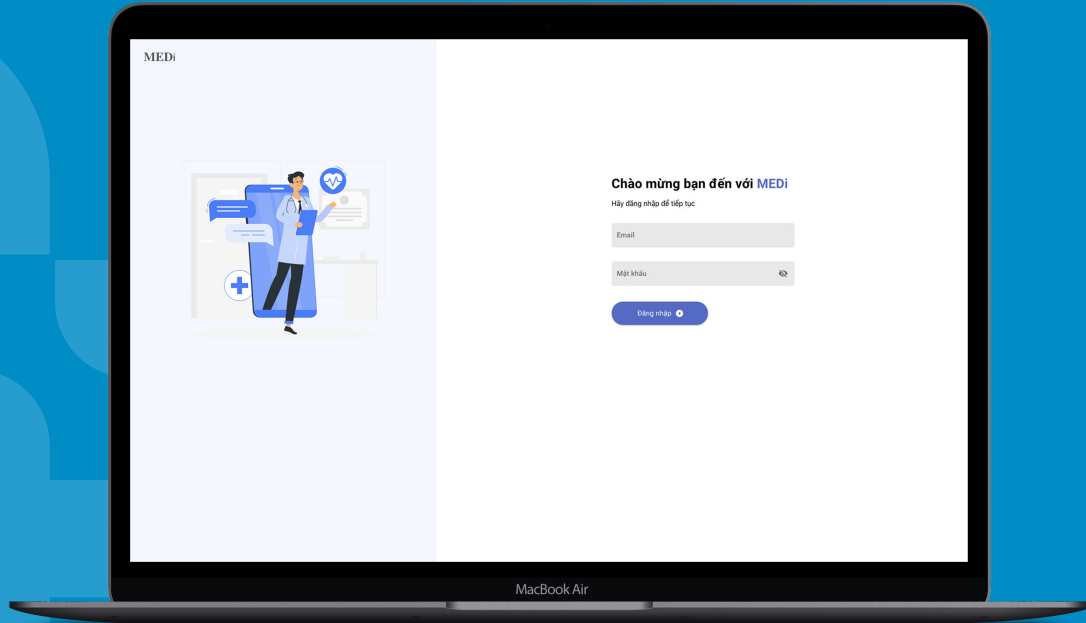 MEDi
Chào mừng bạn đến với MEDi
Hãy đăng nhập để tiếp tục
Email
Mật khẩu
Đăng nhập
MacBook Air